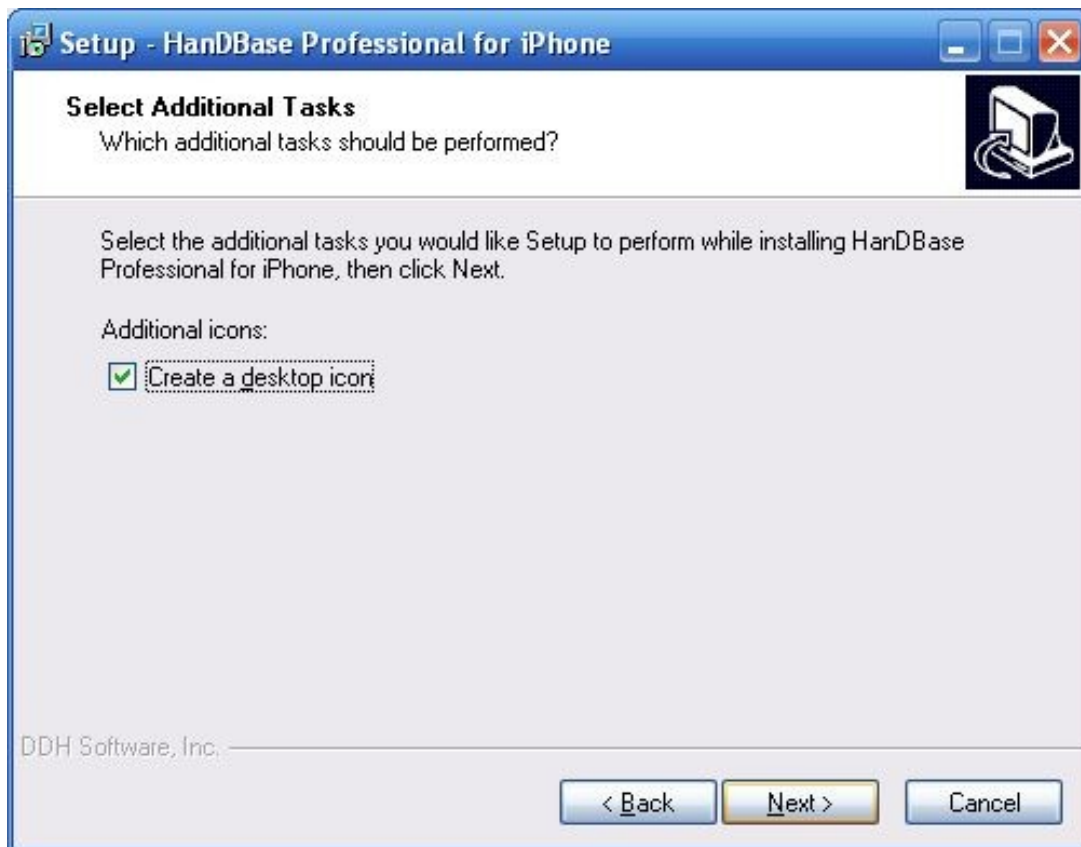 Setup - HanDBase Professional for iPhone
Select Additional Tasks
Which additional tasks should be performed?
Select the additional tasks you would like Setup to perform while installing HanDBase
Professional for iPhone, then click Next.
Additional icons:
Create a desktop icon
DDH Software, Inc.
< Back Next > Cancel